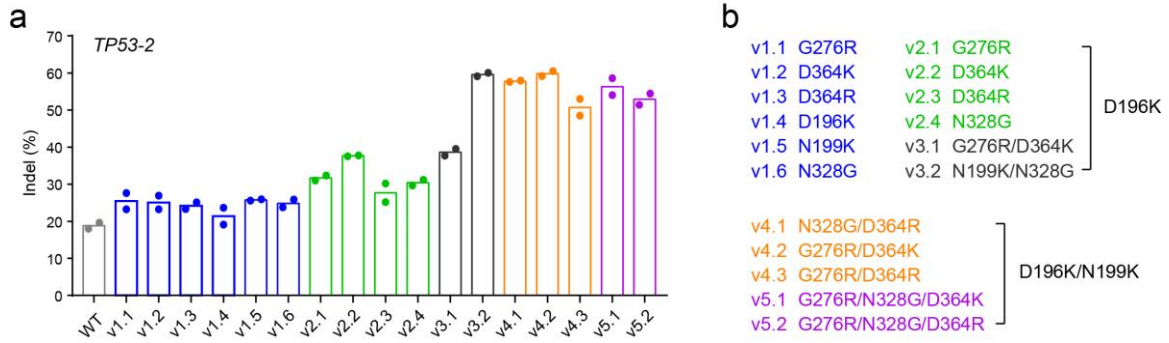 a
TP53-2
Indel (%)
70
60
50
40
30
20
10
0
WT v1.1 v1.2 v1.3 v1.4 v1.5 v1.6 v2.1 v2.2 v2.3 v2.4 v3.1 v3.2 v4.1 v4.2 v4.3 v5.1 v5.2
b
v1.1 G276R
v1.2 D364K
v1.3 D364R
v1.4 D196K
v1.5 N199K
v1.6 N328G
v2.1 G276R
v2.2 D364K
v2.3 D364R
v2.4 N328G
v3.1 G276R/D364K
v3.2 N199K/N328G
D196K
v4.1 N328G/D364R
v4.2 G276R/D364K
v4.3 G276R/D364R
v5.1 G276R/N328G/D364K
v5.2 G276R/N328G/D364R
D196K/N199K